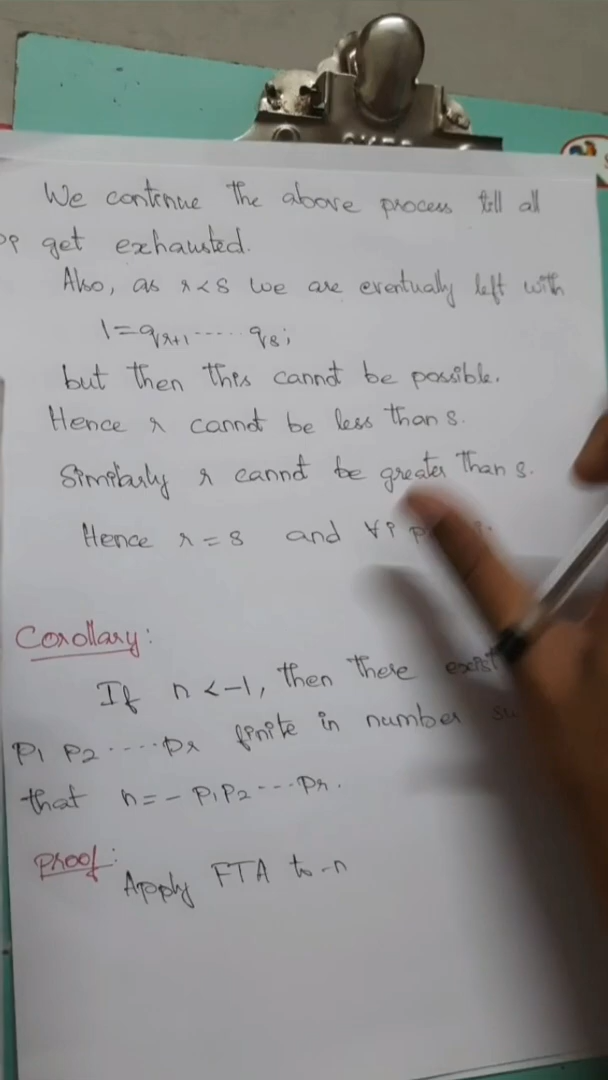 We continue the above process till all
get exhausted.
Also, as r<s we are eventually left with
1=q_{r+1}-----q_s;
but then this cannot be possible.
Hence r cannot be less than s.
Similarly r cannot be greater than s.
Hence r = s and ∀i
Corollary:
If n <-1, then there exist
P1 P2 ----- Pr finite in number
that n=- P1P2---Pr.
Proof:
Apply FTA to -n